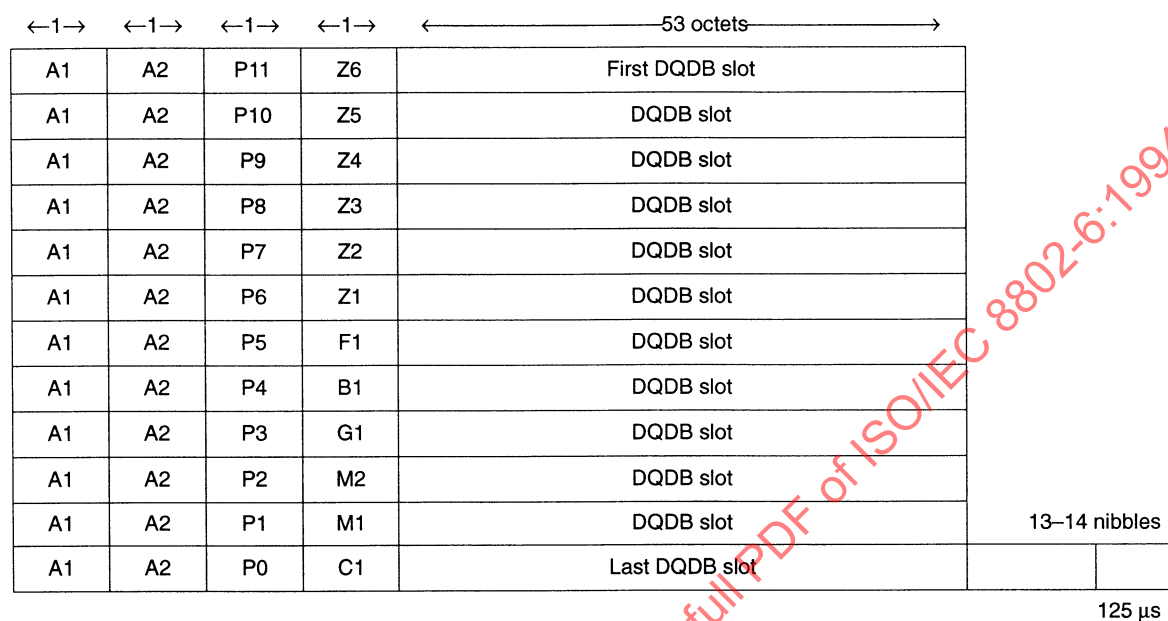 ←1→ ←1→ ←1→ ←1→ ←53 octets→
A1 A2 P11 Z6 First DQDB slot
A1 A2 P10 Z5 DQDB slot
A1 A2 P9 Z4 DQDB slot
A1 A2 P8 Z3 DQDB slot
A1 A2 P7 Z2 DQDB slot
A1 A2 P6 Z1 DQDB slot
A1 A2 P5 F1 DQDB slot
A1 A2 P4 B1 DQDB slot
A1 A2 P3 G1 DQDB slot
A1 A2 P2 M2 DQDB slot
A1 A2 P1 M1 DQDB slot 13–14 nibbles
A1 A2 P0 C1 Last DQDB slot
125 μs
full PDF of ISO/IEC 8802-6:1994